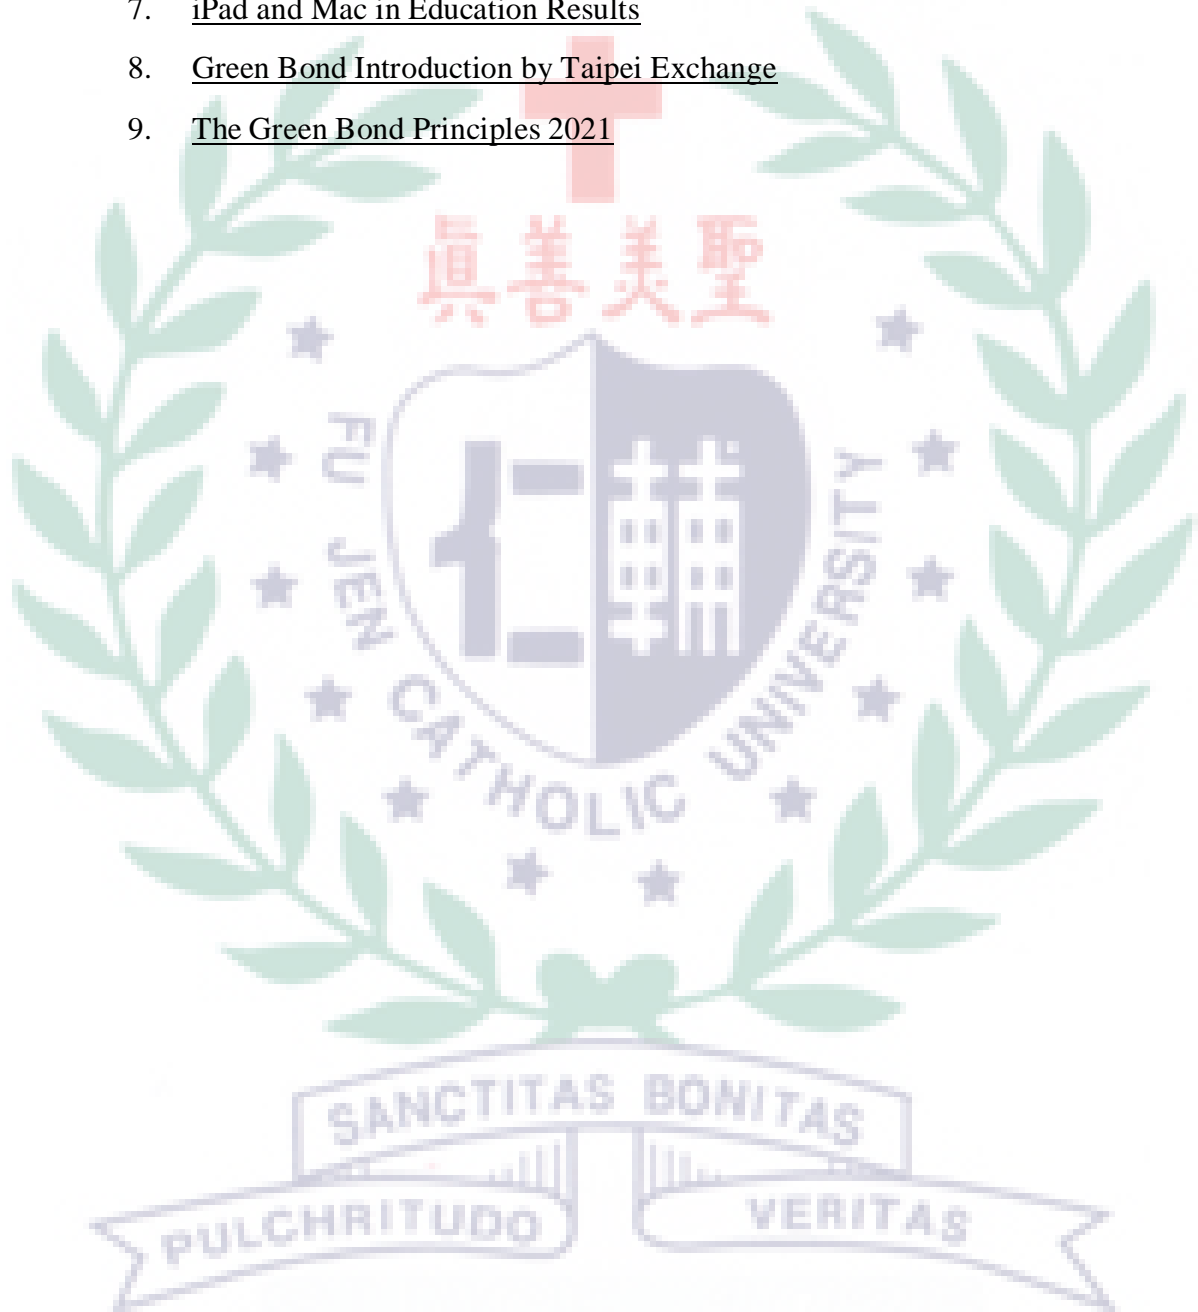 7. iPad and Mac in Education Results
8. Green Bond Introduction by Taipei Exchange
9. The Green Bond Principles 2021
眞善美聖
FU JEN CATHOLIC UNIVERSITY
仁輔
SANCTITAS BONITAS
PULCHRITUDO VERITAS